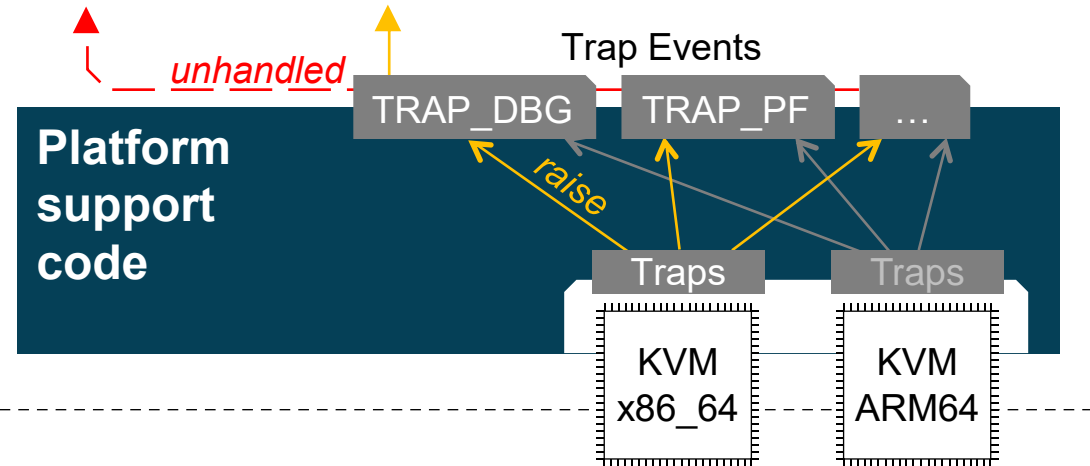 Trap Events
unhandled
TRAP_DBG
TRAP_PF
...
Platform
support
code
raise
Traps
Traps
KVM
x86_64
KVM
ARM64